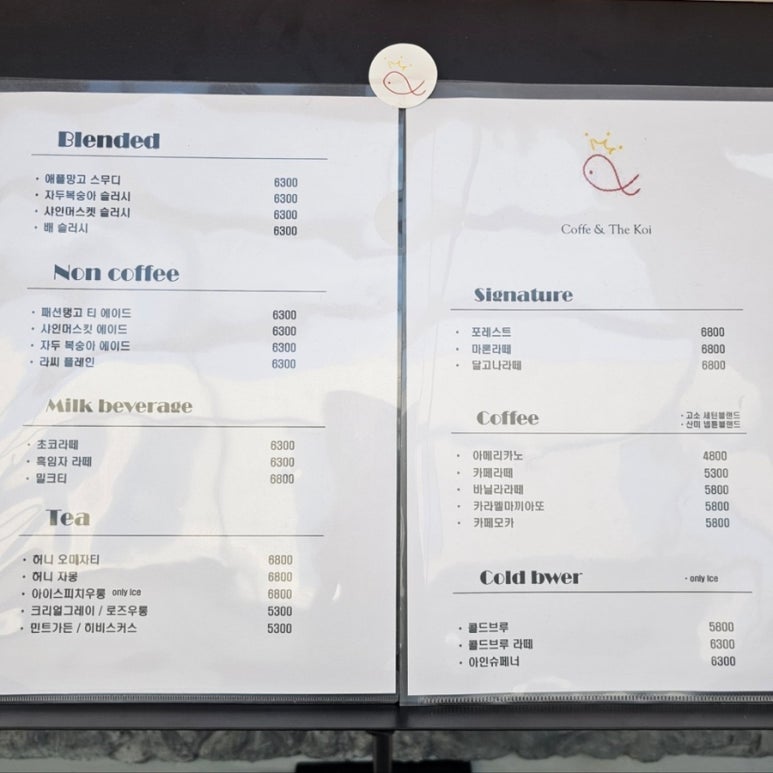 Blended
• 애플망고 스무디 6300
• 자두복숭아 슬러시 6300
• 샤인머스켓 슬러시 6300
• 배 슬러시 6300
Non coffee
• 패션탱고 티 에이드 6300
• 샤인머스킷 에이드 6300
• 자두 복숭아 에이드 6300
• 라씨 플레인 6300
Milk beverage
• 초코라떼 6300
• 흑임자 라떼 6300
• 밀크티 6800
Tea
• 허니 오미자티 6800
• 허니 자몽 6800
• 아이스피치우롱 only Ice 6800
• 크리얼그레이 / 로즈우롱 5300
• 민트가든 / 히비스커스 5300
Coffe & The Koi
Signature
• 포레스트 6800
• 마론라떼 6800
• 달고나라떼 6800
Coffee
• 고소 세틴블랜드
• 산미 넵튠블랜드
• 아메리카노 4800
• 카페라떼 5300
• 바닐라라떼 5800
• 카라멜마끼아또 5800
• 카페모카 5800
Cold bwer • only Ice
• 콜드브루 5800
• 콜드브루 라떼 6300
• 아인슈페너 6300